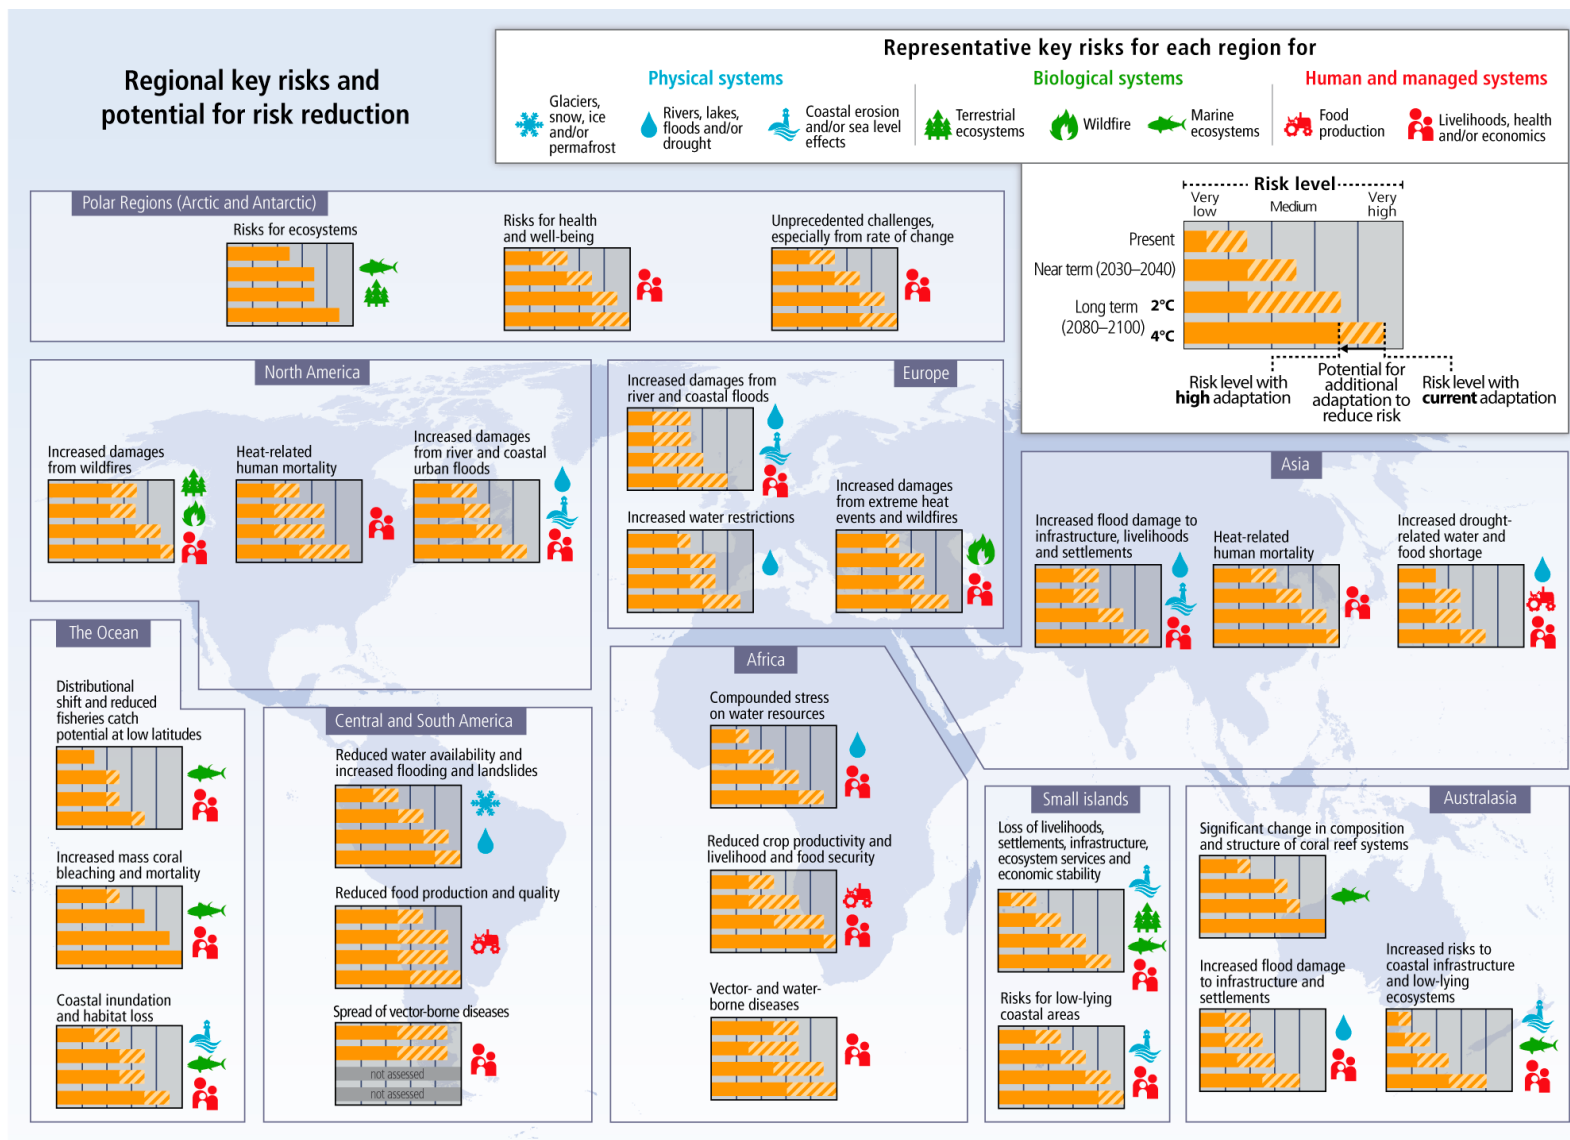 Regional key risks and
potential for risk reduction
Representative key risks for each region for
Physical systems
Biological systems
Human and managed systems
Glaciers,
snow, ice
and/or
permafrost
Rivers, lakes,
floods and/or
drought
Coastal erosion
and/or sea level
effects
Terrestrial
ecosystems
Wildfire
Marine
ecosystems
Food
production
Livelihoods, health
and/or economics
Risk level
Very
low
Medium
Very
high
Present
Near term (2030–2040)
Long term
(2080–2100)
2°C
4°C
Risk level with
high adaptation
Potential for
additional
adaptation to
reduce risk
Risk level with
current adaptation
Polar Regions (Arctic and Antarctic)
Risks for ecosystems
Risks for health
and well-being
Unprecedented challenges,
especially from rate of change
North America
Increased damages
from wildfires
Heat-related
human mortality
Increased damages
from river and coastal
urban floods
Europe
Increased damages from
river and coastal floods
Increased water restrictions
Increased damages
from extreme heat
events and wildfires
Asia
Increased flood damage to
infrastructure, livelihoods
and settlements
Heat-related
human mortality
Increased drought-
related water and
food shortage
The Ocean
Distributional
shift and reduced
fisheries catch
potential at low latitudes
Increased mass coral
bleaching and mortality
Coastal inundation
and habitat loss
Central and South America
Reduced water availability and
increased flooding and landslides
Reduced food production and quality
Spread of vector-borne diseases
not assessed
not assessed
Africa
Compounded stress
on water resources
Reduced crop productivity and
livelihood and food security
Vector- and water-
borne diseases
Small islands
Loss of livelihoods,
settlements, infrastructure,
ecosystem services and
economic stability
Risks for low-lying
coastal areas
Australasia
Significant change in composition
and structure of coral reef systems
Increased flood damage
to infrastructure and
settlements
Increased risks to
coastal infrastructure
and low-lying
ecosystems